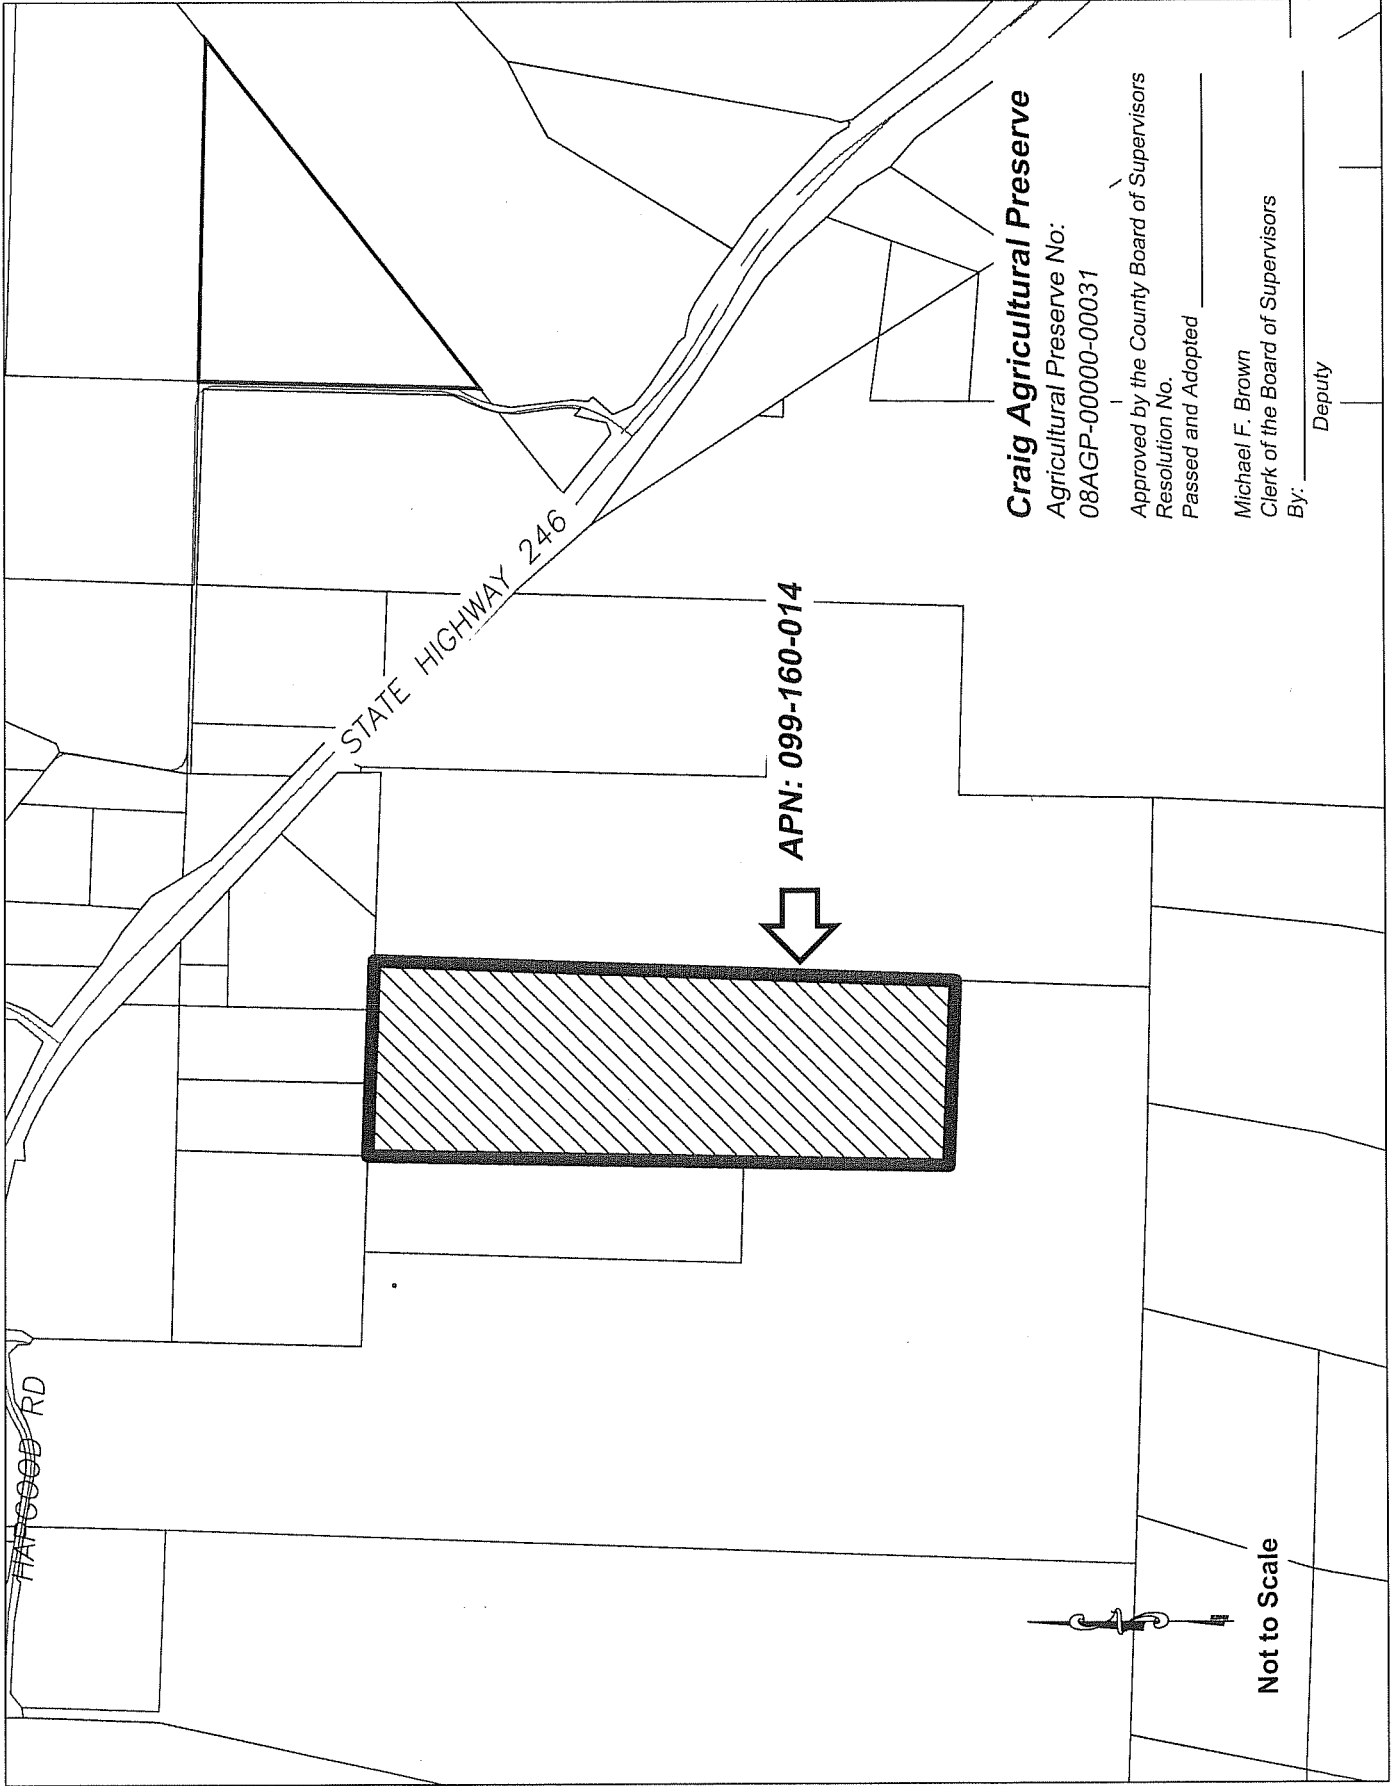 HAPGOOD RD
STATE HIGHWAY 246
APN: 099-160-014
Craig Agricultural Preserve
Agricultural Preserve No:
08AGP-00000-00031
Approved by the County Board of Supervisors
Resolution No.
Passed and Adopted
Michael F. Brown
Clerk of the Board of Supervisors
By:
Deputy
Not to Scale